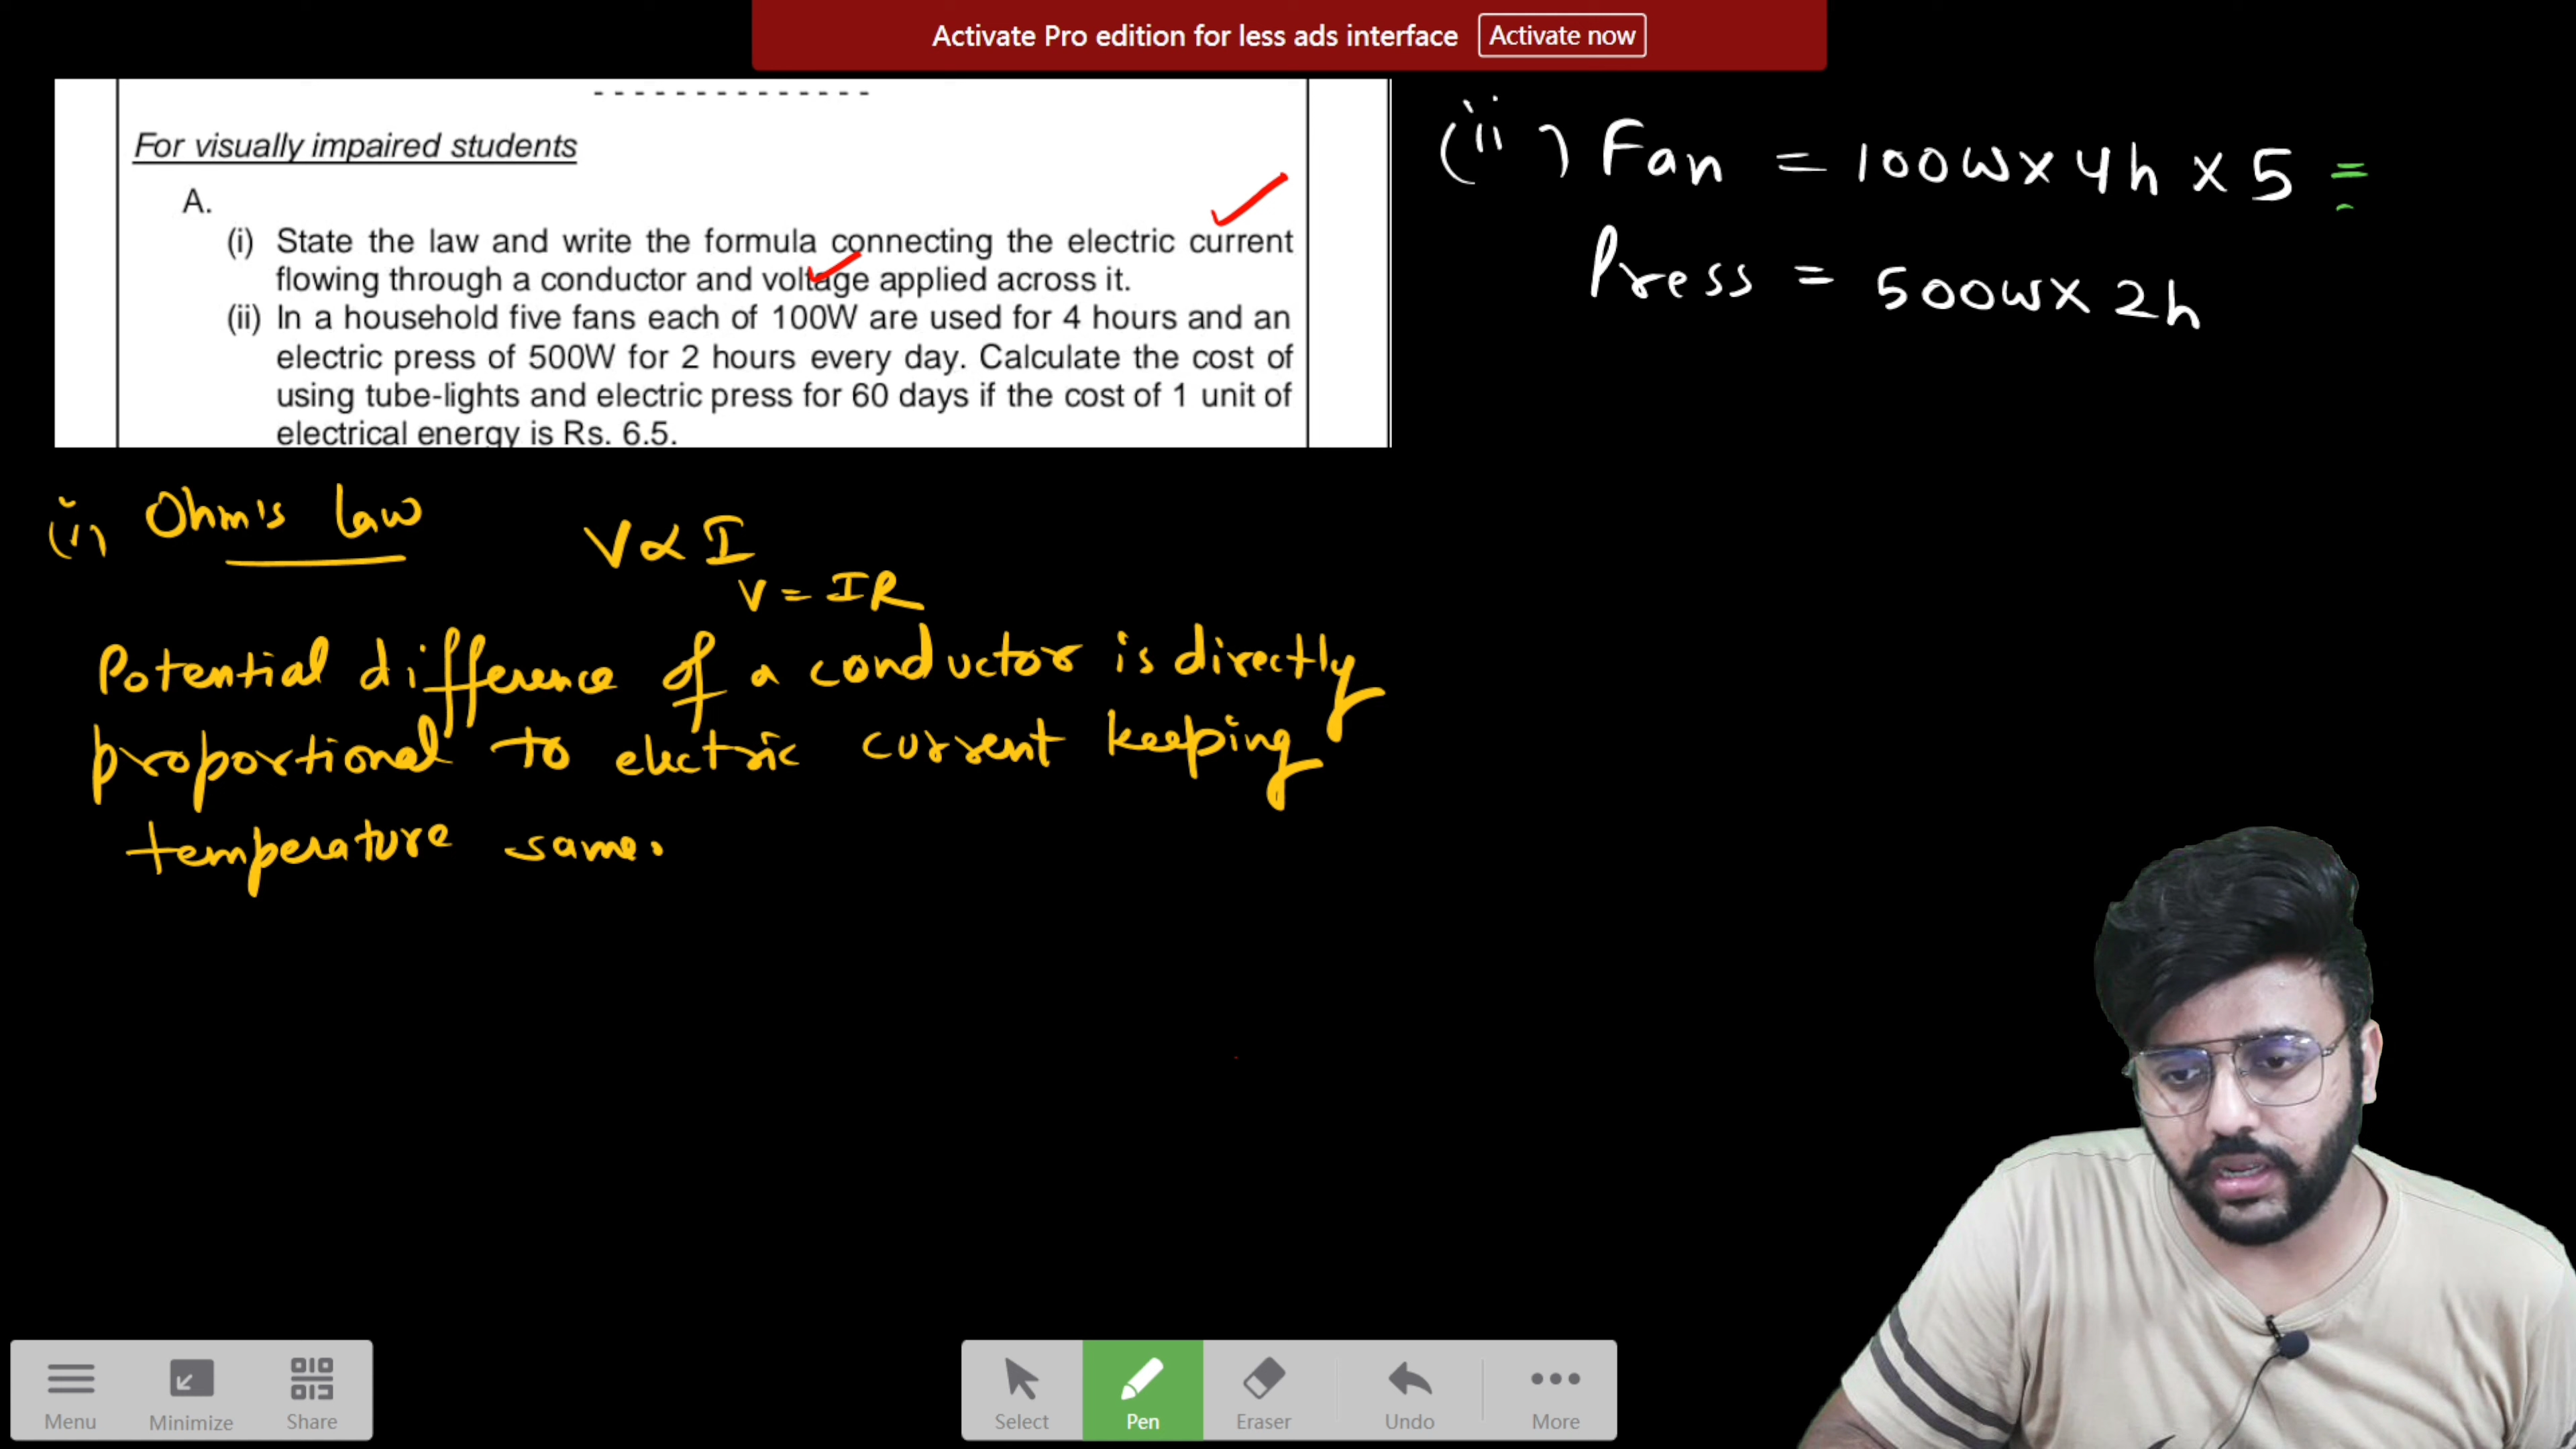 Activate Pro edition for less ads interface Activate now
For visually impaired students
A.
(i) State the law and write the formula connecting the electric current
flowing through a conductor and voltage applied across it.
(ii) In a household five fans each of 100W are used for 4 hours and an
electric press of 500W for 2 hours every day. Calculate the cost of
using tube-lights and electric press for 60 days if the cost of 1 unit of
electrical energy is Rs. 6.5.
(i) Ohm's law V ∝ I
V = IR
Potential difference of a conductor is directly
proportional to electric current keeping
temperature same.
(ii) Fan = 100W x 4h x 5 =
Press = 500W x 2h
Menu Minimize Share Select Pen Eraser Undo More